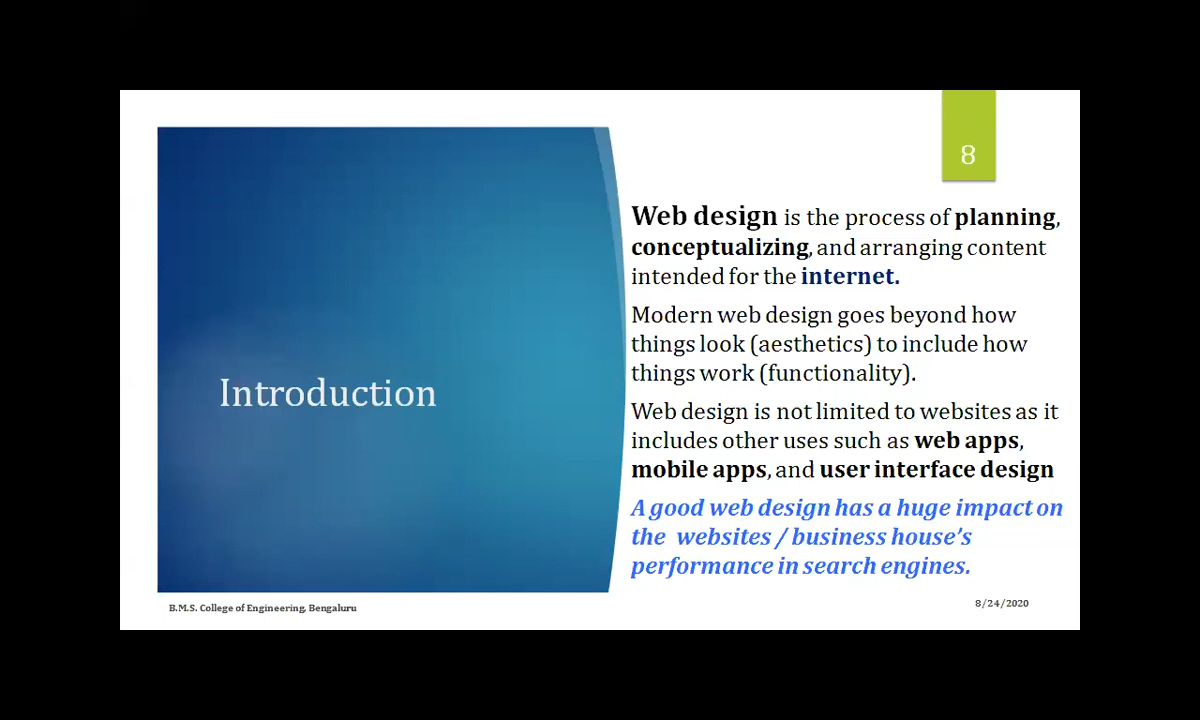 8
Introduction
Web design is the process of planning,
conceptualizing, and arranging content
intended for the internet.
Modern web design goes beyond how
things look (aesthetics) to include how
things work (functionality).
Web design is not limited to websites as it
includes other uses such as web apps,
mobile apps, and user interface design
A good web design has a huge impact on
the websites / business house’s
performance in search engines.
B.M.S. College of Engineering, Bengaluru
8/24/2020